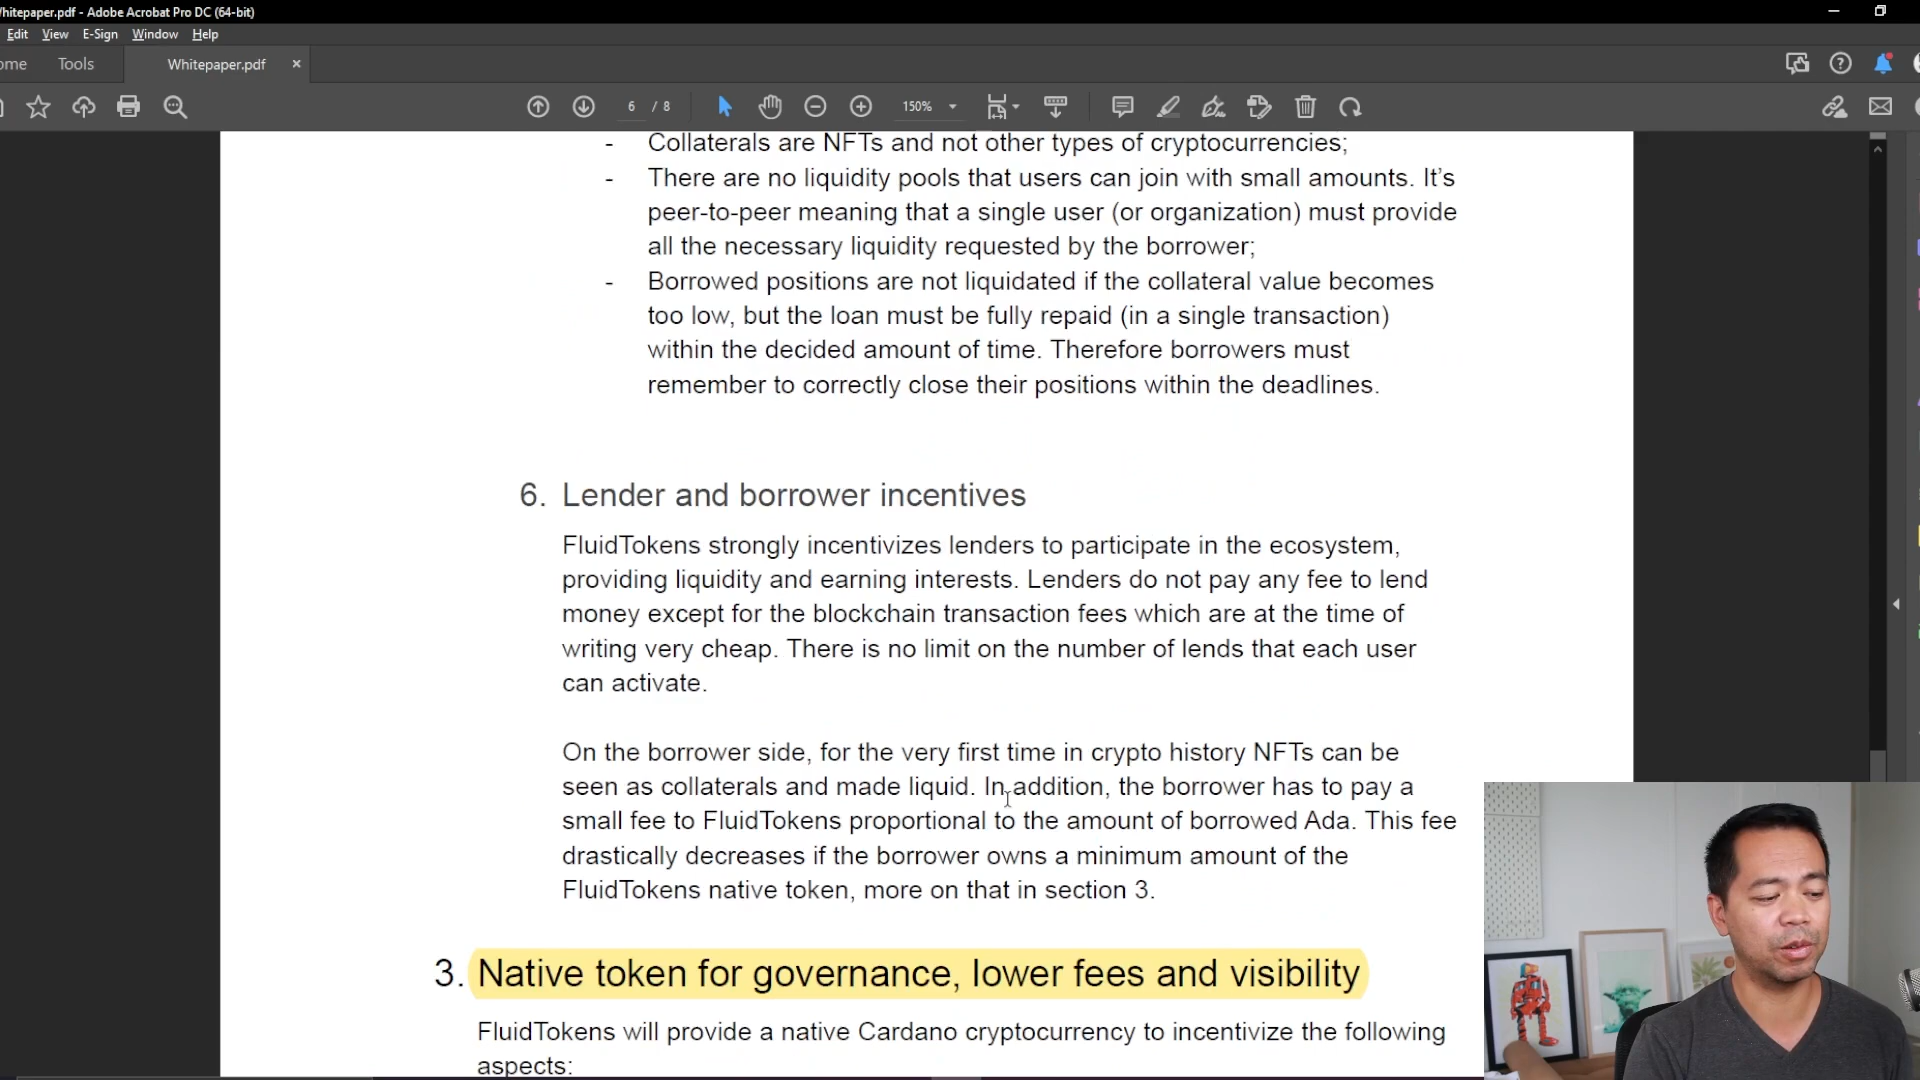 hitepaper.pdf - Adobe Acrobat Pro DC (64-bit)
Edit View E-Sign Window Help
ome Tools Whitepaper.pdf ×
6 / 8 150%
- Collaterals are NFTs and not other types of cryptocurrencies;
- There are no liquidity pools that users can join with small amounts. It’s
peer-to-peer meaning that a single user (or organization) must provide
all the necessary liquidity requested by the borrower;
- Borrowed positions are not liquidated if the collateral value becomes
too low, but the loan must be fully repaid (in a single transaction)
within the decided amount of time. Therefore borrowers must
remember to correctly close their positions within the deadlines.
6. Lender and borrower incentives
FluidTokens strongly incentivizes lenders to participate in the ecosystem,
providing liquidity and earning interests. Lenders do not pay any fee to lend
money except for the blockchain transaction fees which are at the time of
writing very cheap. There is no limit on the number of lends that each user
can activate.
On the borrower side, for the very first time in crypto history NFTs can be
seen as collaterals and made liquid. In addition, the borrower has to pay a
small fee to FluidTokens proportional to the amount of borrowed Ada. This fee
drastically decreases if the borrower owns a minimum amount of the
FluidTokens native token, more on that in section 3.
3. Native token for governance, lower fees and visibility
FluidTokens will provide a native Cardano cryptocurrency to incentivize the following
aspects: